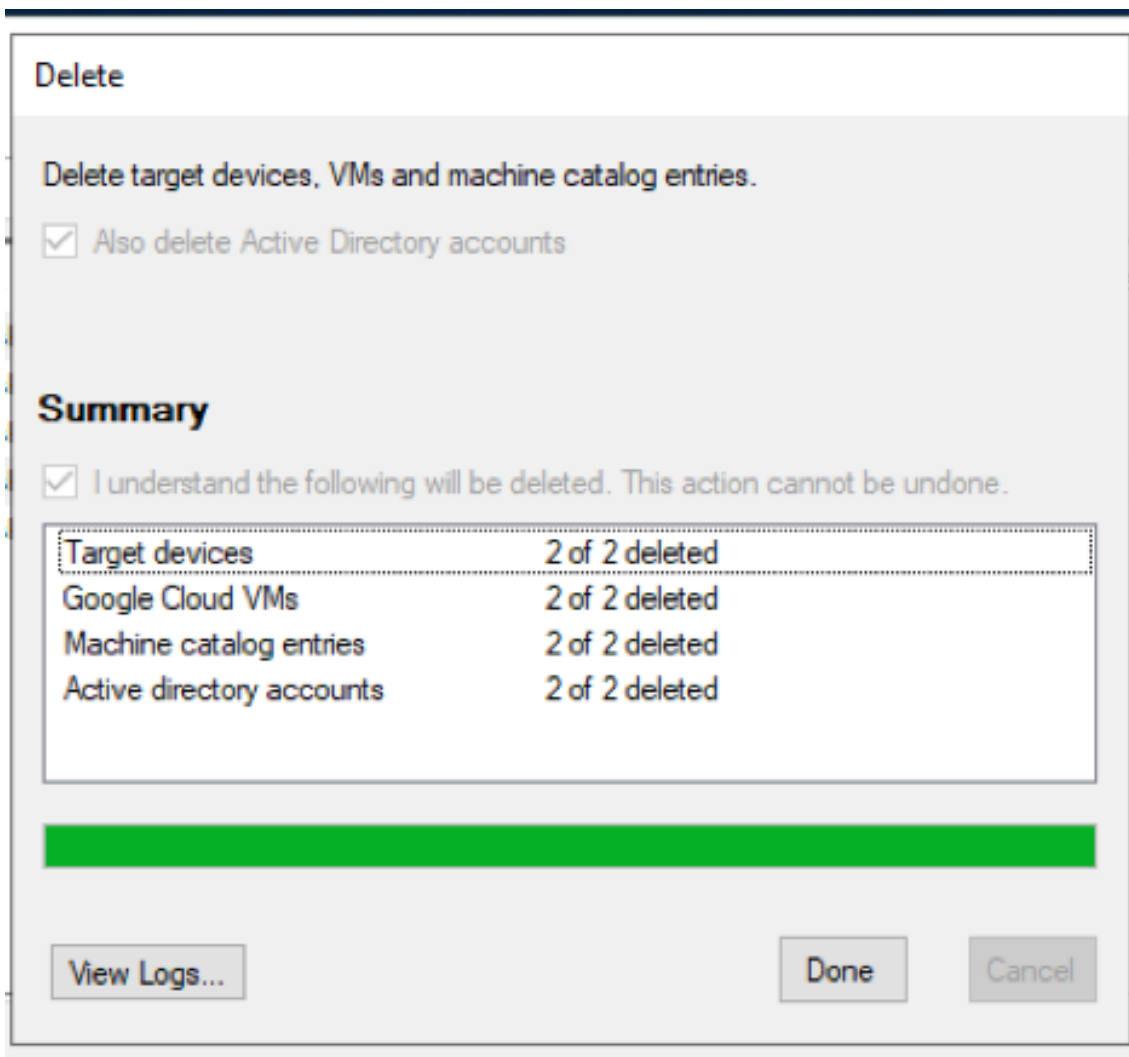 Delete
Delete target devices, VMs and machine catalog entries.
Also delete Active Directory accounts
Summary
I understand the following will be deleted. This action cannot be undone.
Target devices 2 of 2 deleted
Google Cloud VMs 2 of 2 deleted
Machine catalog entries 2 of 2 deleted
Active directory accounts 2 of 2 deleted
View Logs... Done Cancel